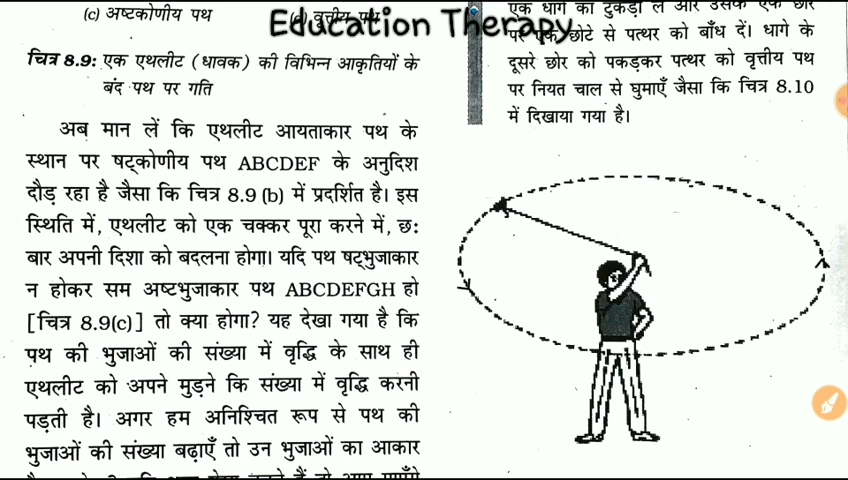 (c) अष्टकोणीय पथ
(d) वृत्तीय पथ
Education Therapy
चित्र 8.9: एक एथलीट (धावक) की विभिन्न आकृतियों के
बंद पथ पर गति
अब मान लें कि एथलीट आयताकार पथ के
स्थान पर षट्कोणीय पथ ABCDEF के अनुदिश
दौड़ रहा है जैसा कि चित्र 8.9 (b) में प्रदर्शित है। इस
स्थिति में, एथलीट को एक चक्कर पूरा करने में, छः
बार अपनी दिशा को बदलना होगा। यदि पथ षट्भुजाकार
न होकर सम अष्टभुजाकार पथ ABCDEFGH हो
[चित्र 8.9(c)] तो क्या होगा? यह देखा गया है कि
पथ की भुजाओं की संख्या में वृद्धि के साथ ही
एथलीट को अपने मुड़ने कि संख्या में वृद्धि करनी
पड़ती है। अगर हम अनिश्चित रूप से पथ की
भुजाओं की संख्या बढ़ाएँ तो उन भुजाओं का आकार
एक धागे का टुकड़ा लें और उसके एक छोर
पर एक छोटे से पत्थर को बाँध दें। धागे के
दूसरे छोर को पकड़कर पत्थर को वृत्तीय पथ
पर नियत चाल से घुमाएँ जैसा कि चित्र 8.10
में दिखाया गया है।